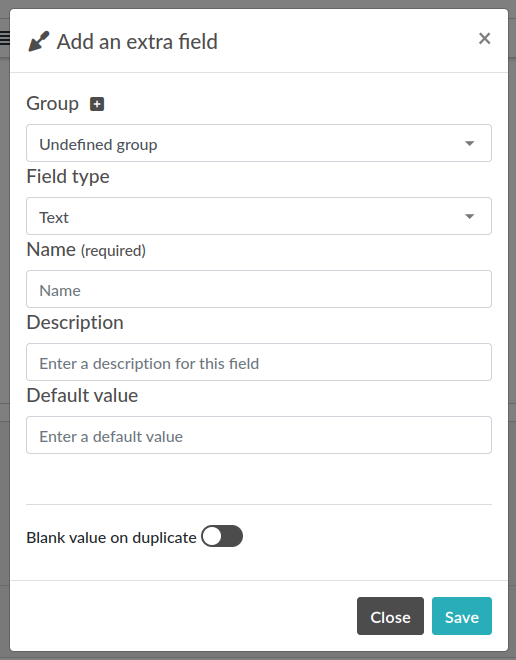 Add an extra field
×
Group
Undefined group
Field type
Text
Name (required)
Name
Description
Enter a description for this field
Default value
Enter a default value
Blank value on duplicate
Close Save